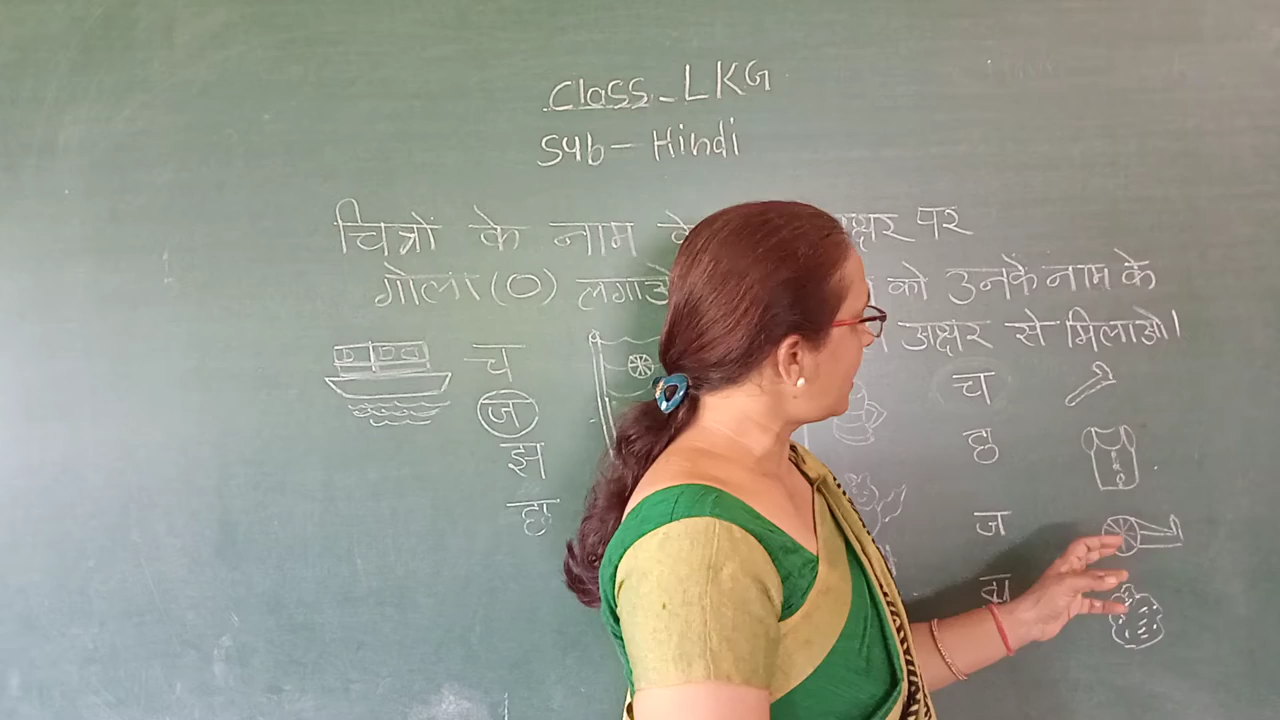 Class-LKG
Sub-Hindi
चित्रों के नाम के अक्षर पर
गोला (O) लगाओ को उनकें नाम के
अक्षर से मिलाओ।
च च
ज छ
झ ज
छ